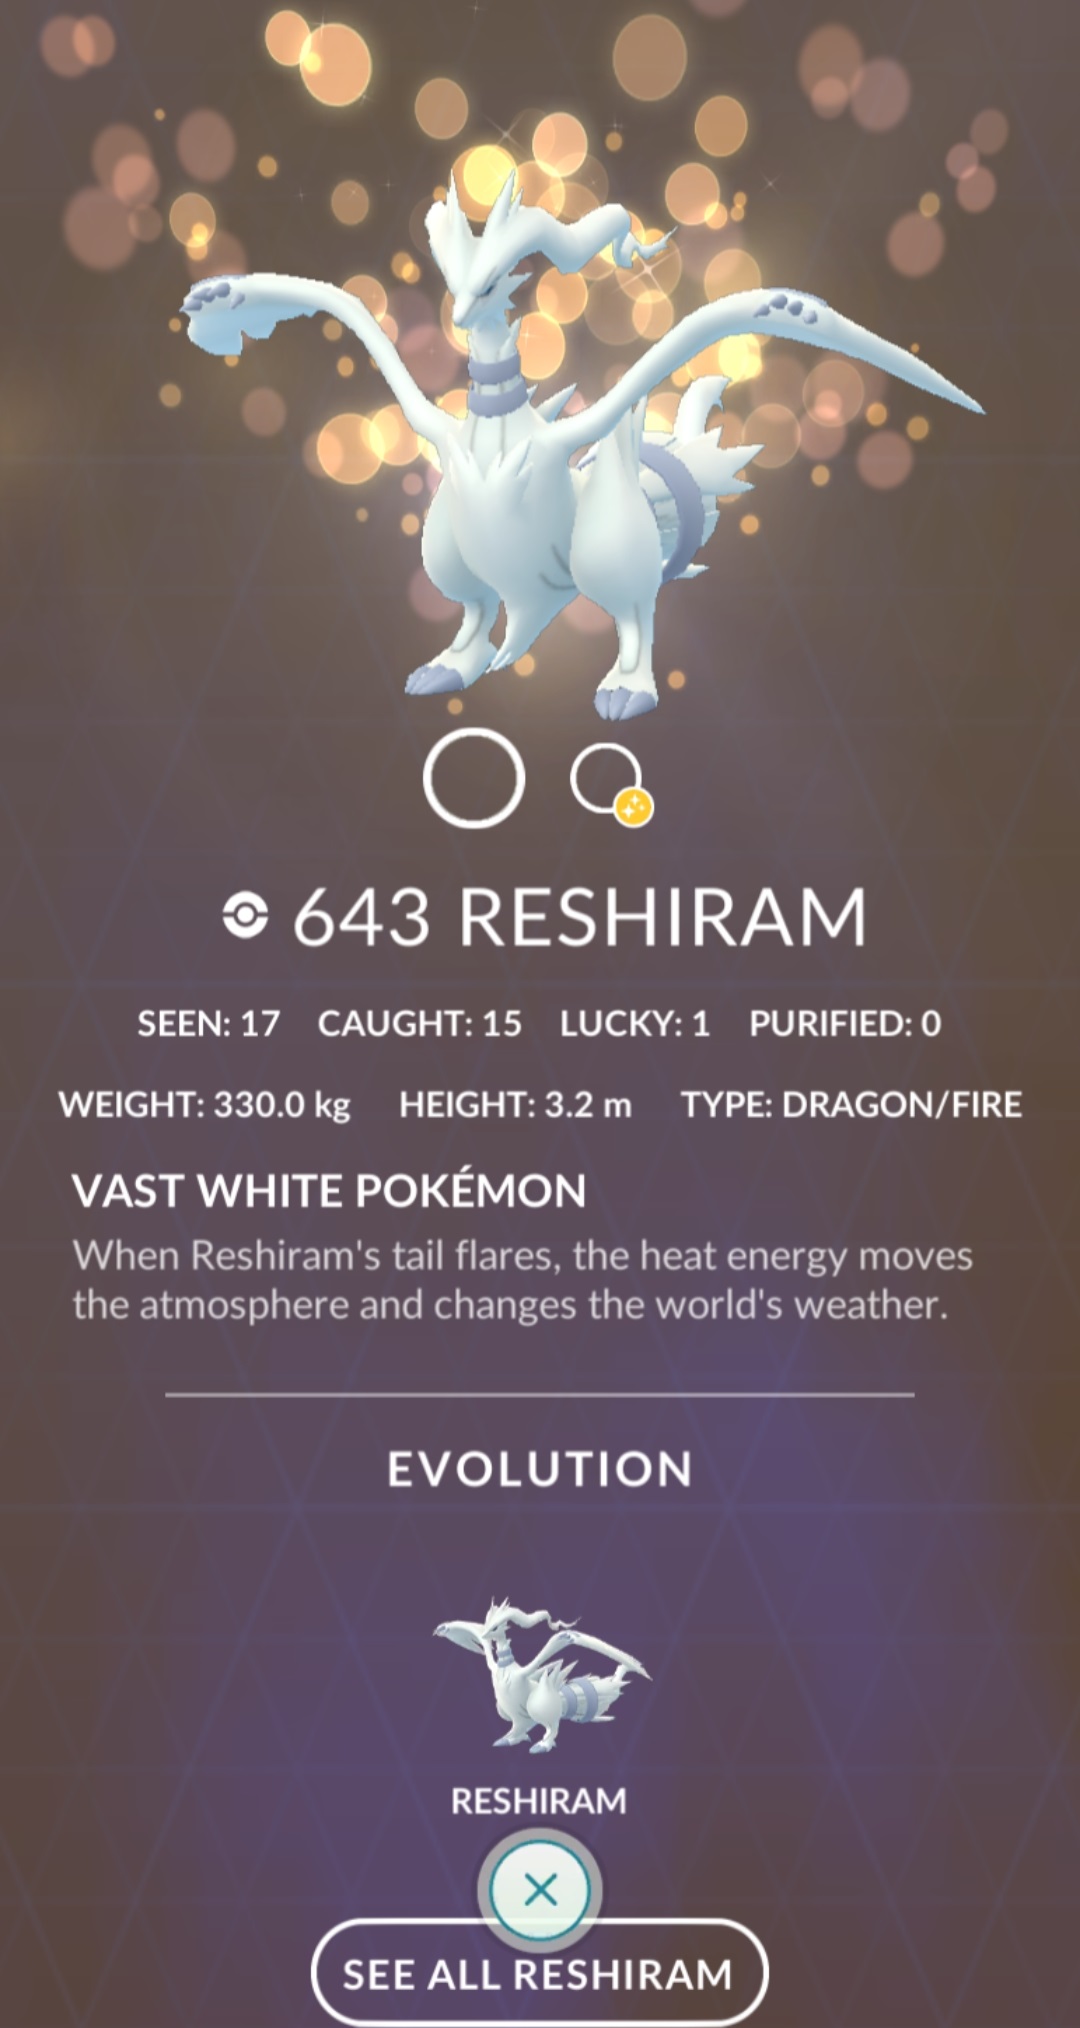 643 RESHIRAM
SEEN: 17 CAUGHT: 15 LUCKY: 1 PURIFIED: 0
WEIGHT: 330.0 kg HEIGHT: 3.2 m TYPE: DRAGON/FIRE
VAST WHITE POKÉMON
When Reshiram's tail flares, the heat energy moves
the atmosphere and changes the world's weather.
EVOLUTION
RESHIRAM
SEE ALL RESHIRAM